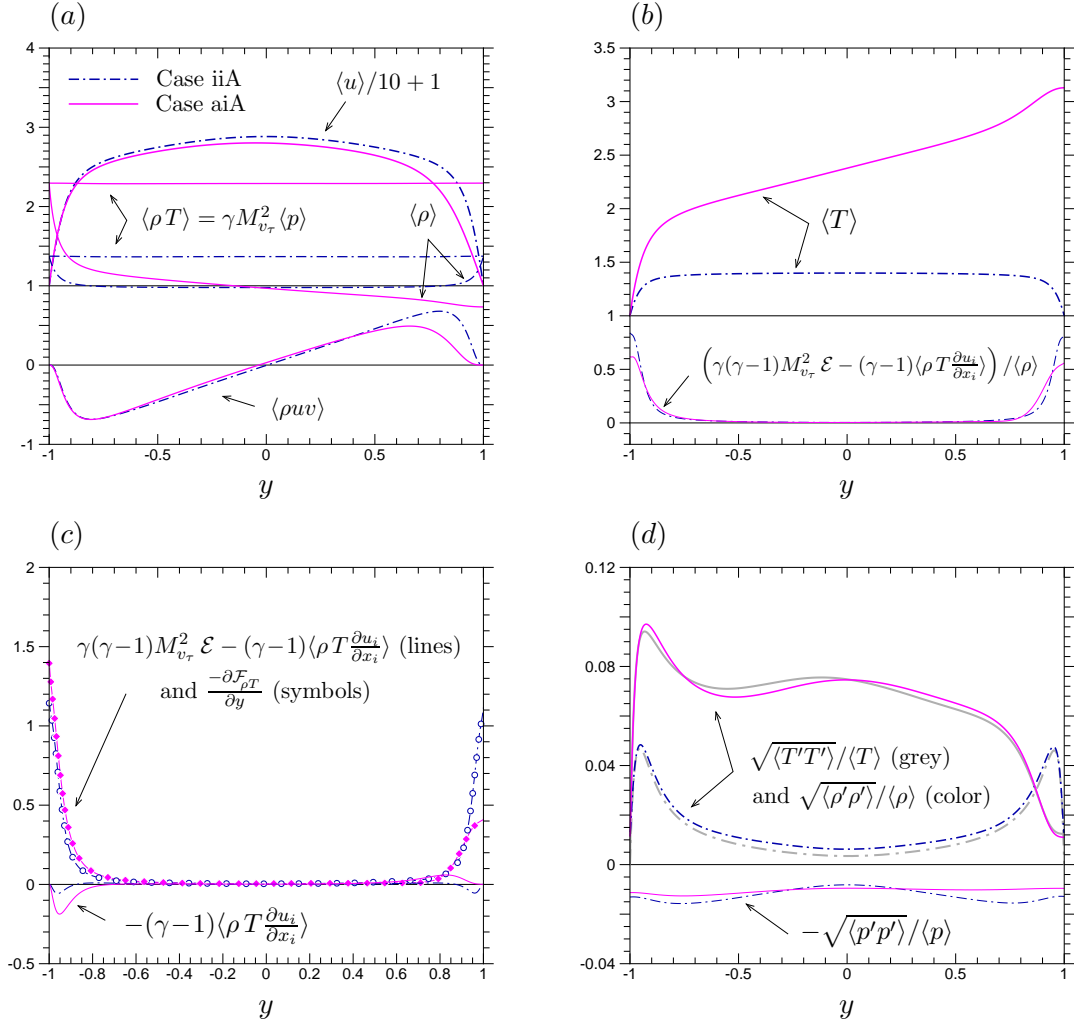 (a)
4
3
2
1
0
-1
-1 -0.5 0 0.5 1
Case iiA
Case aiA
⟨u⟩/10 + 1
⟨ρ T⟩ = γM²_{v_τ} ⟨p⟩
⟨ρ⟩
⟨ρuv⟩
y
(b)
3.5
3
2.5
2
1.5
1
0.5
0
-1 -0.5 0 0.5 1
⟨T⟩
(γ(γ−1)M²_{v_τ} ℰ − (γ−1)⟨ρ T ∂u_i/∂x_i⟩) /⟨ρ⟩
y
(c)
2
1.5
1
0.5
0
-0.5
-1 -0.8 -0.6 -0.4 -0.2 0 0.2 0.4 0.6 0.8 1
γ(γ−1)M²_{v_τ} ℰ − (γ−1)⟨ρ T ∂u_i/∂x_i⟩ (lines)
and −∂ℱ_{ρT}/∂y (symbols)
−(γ−1)⟨ρ T ∂u_i/∂x_i⟩
y
(d)
0.12
0.08
0.04
0
-0.04
-1 -0.5 0 0.5 1
√⟨T′T′⟩/⟨T⟩ (grey)
and √⟨ρ′ρ′⟩/⟨ρ⟩ (color)
−√⟨p′p′⟩/⟨p⟩
y